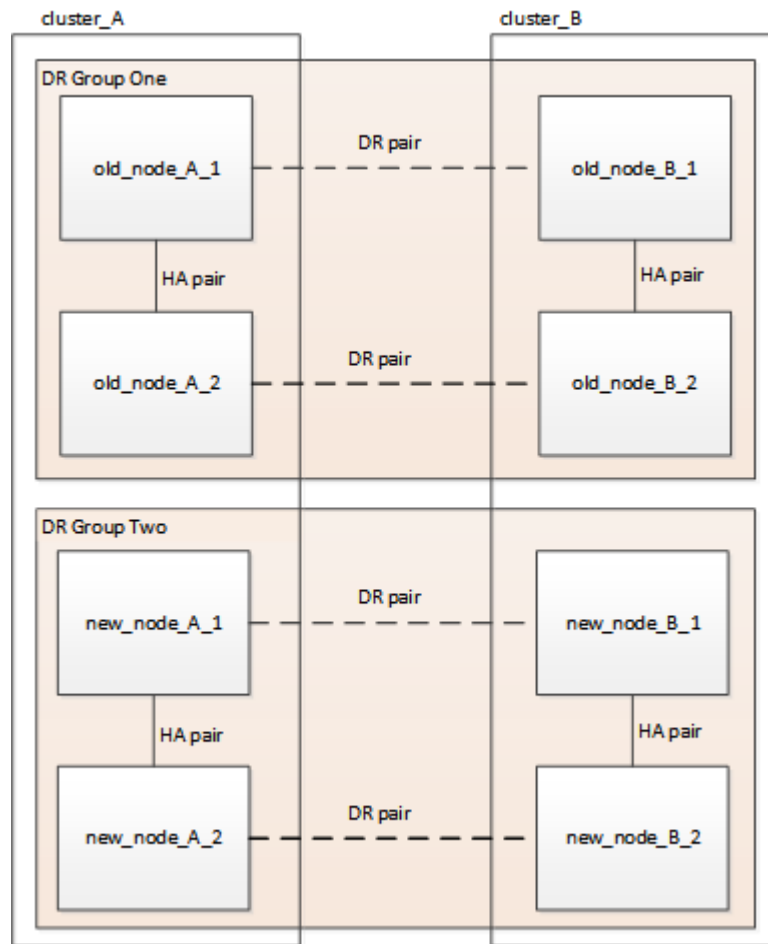 cluster_A
cluster_B
DR Group One
old_node_A_1
DR pair
old_node_B_1
HA pair
HA pair
old_node_A_2
DR pair
old_node_B_2
DR Group Two
new_node_A_1
DR pair
new_node_B_1
HA pair
HA pair
new_node_A_2
DR pair
new_node_B_2